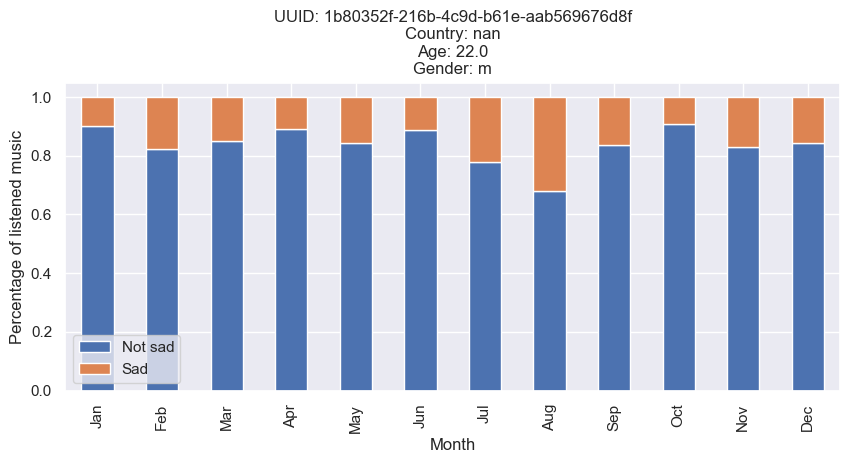 UUID: 1b80352f-216b-4c9d-b61e-aab569676d8f
Country: nan
Age: 22.0
Gender: m
Percentage of listened music
1.0
0.8
0.6
0.4
0.2
0.0
Not sad
Sad
Jan
Feb
Mar
Apr
May
Jun
Jul
Aug
Sep
Oct
Nov
Dec
Month